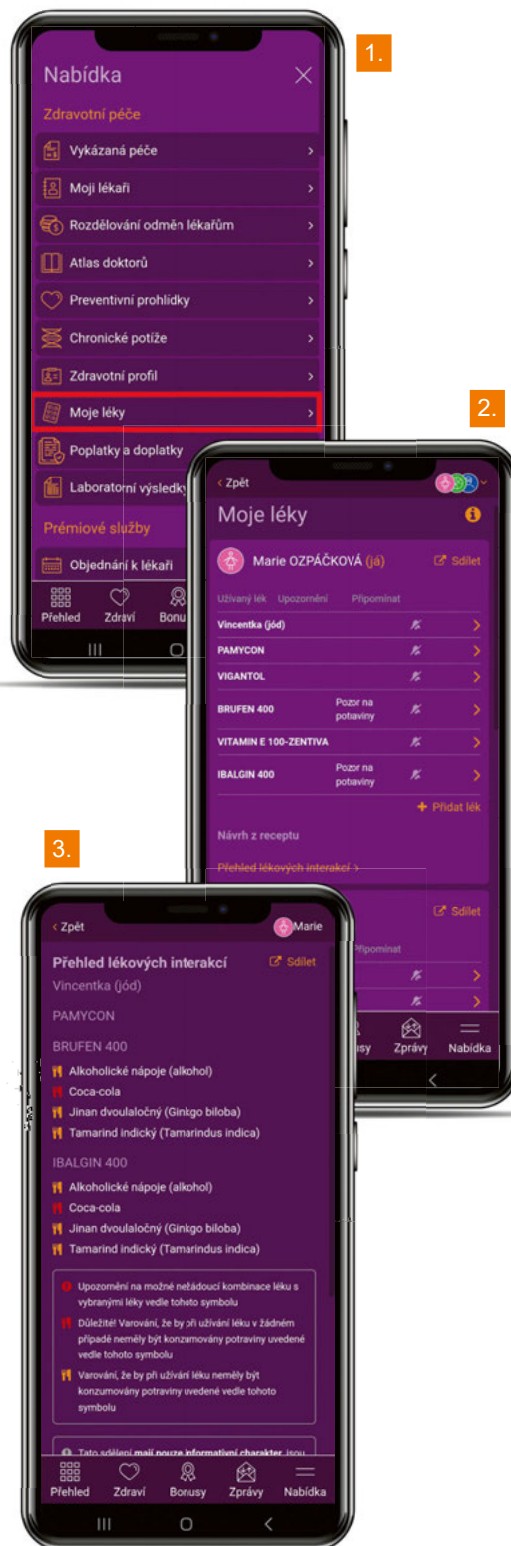 1.
Nabídka
Zdravotní péče
Vykázaná péče
Moji lékaři
Rozdělování odměn lékařům
Atlas doktorů
Preventivní prohlídky
Chronické potíže
Zdravotní profil
Moje léky
Poplatky a doplatky
Laboratorní výsledky
Prémiové služby
Objednání k lékaři
Přehled Zdraví Bonu
2.
Zpět
Moje léky
Marie OZPÁČKOVÁ (já) Sdílet
Užívaný lék Upozornění Připomínat
Vincentka (jód)
PAMYCON
VIGANTOL
BRUFEN 400 Pozor na
potraviny
VITAMIN E 100-ZENTIVA
IBALGIN 400 Pozor na
potraviny
+ Přidat lék
Návrh z receptu
Přehled lékových interakcí
Sdílet
Připomínat
usy Zprávy Nabídka
3.
Zpět Marie
Přehled lékových interakcí Sdílet
Vincentka (jód)
PAMYCON
BRUFEN 400
Alkoholické nápoje (alkohol)
Coca-cola
Jinan dvoulaločný (Ginkgo biloba)
Tamarind indický (Tamarindus indica)
IBALGIN 400
Alkoholické nápoje (alkohol)
Coca-cola
Jinan dvoulaločný (Ginkgo biloba)
Tamarind indický (Tamarindus indica)
Upozornění na možné nežádoucí kombinace léku s
vybranými léky vedle tohoto symbolu
Důležité! Varování, že by při užívání léku v žádném
případě neměly být konzumovány potraviny uvedené
vedle tohoto symbolu
Varování, že by při užívání léku neměly být
konzumovány potraviny uvedené vedle tohoto
symbolu
Tato sdělení mají pouze informativní charakter, jsou
Přehled Zdraví Bonusy Zprávy Nabídka